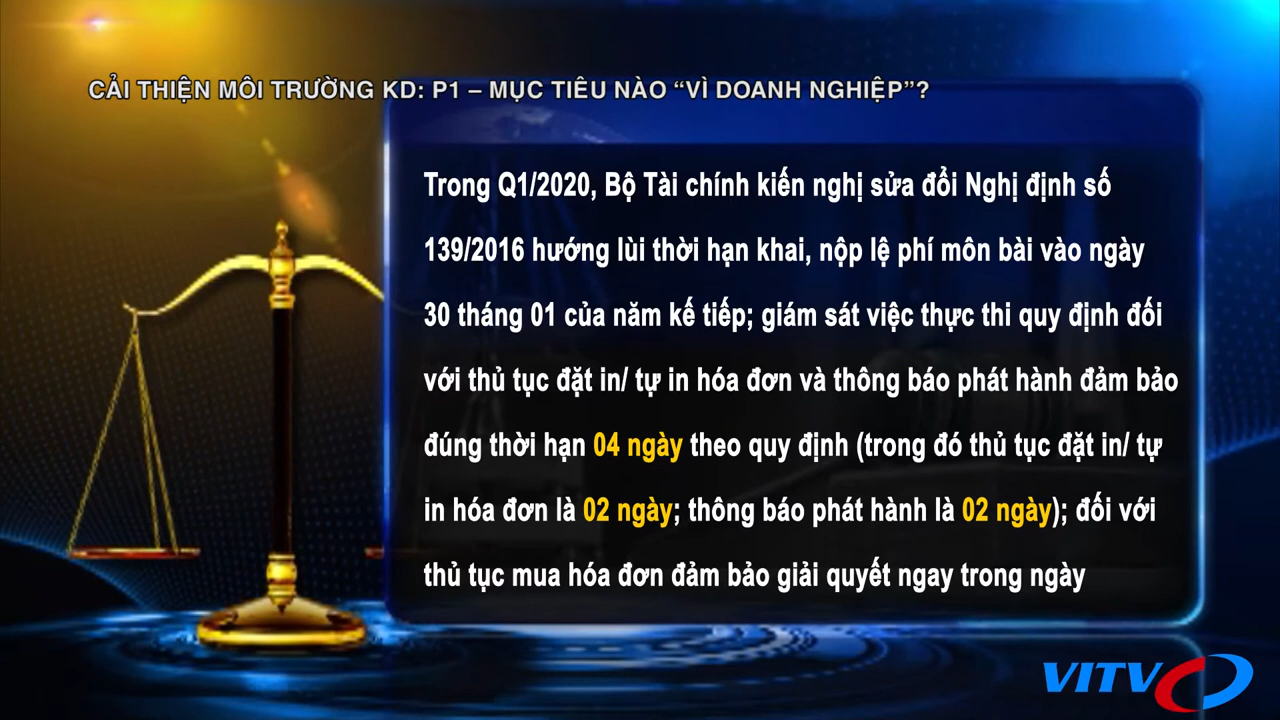 CẢI THIỆN MÔI TRƯỜNG KD: P1 – MỤC TIÊU NÀO “VÌ DOANH NGHIỆP”?
Trong Q1/2020, Bộ Tài chính kiến nghị sửa đổi Nghị định số
139/2016 hướng lùi thời hạn khai, nộp lệ phí môn bài vào ngày
30 tháng 01 của năm kế tiếp; giám sát việc thực thi quy định đối
với thủ tục đặt in/ tự in hóa đơn và thông báo phát hành đảm bảo
đúng thời hạn 04 ngày theo quy định (trong đó thủ tục đặt in/ tự
in hóa đơn là 02 ngày; thông báo phát hành là 02 ngày); đối với
thủ tục mua hóa đơn đảm bảo giải quyết ngay trong ngày
VITV